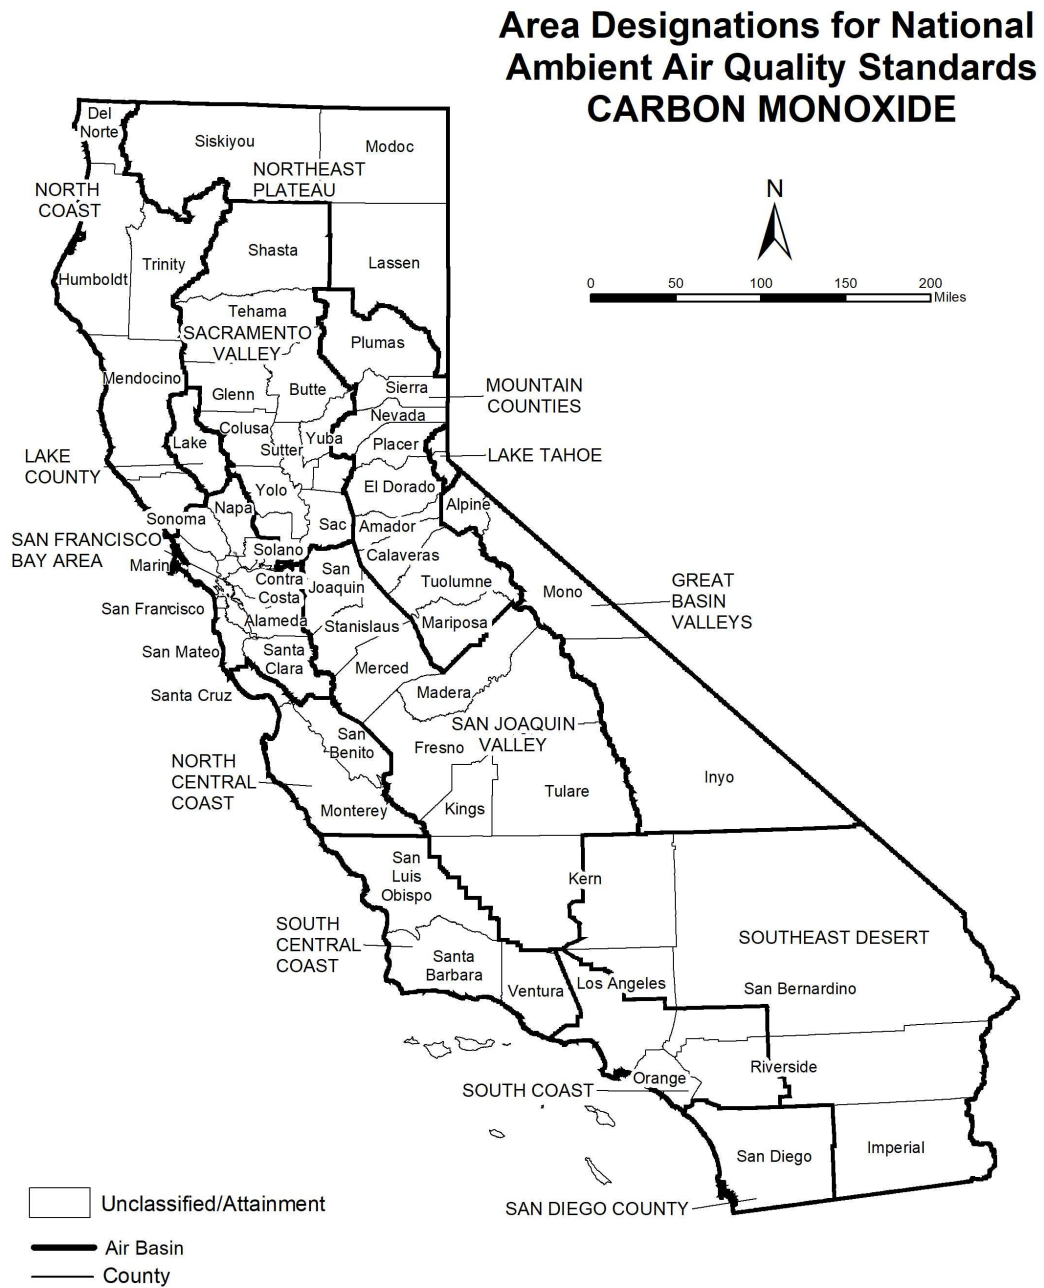 Area Designations for National
Ambient Air Quality Standards
CARBON MONOXIDE
Del
Norte
Siskiyou
Modoc
NORTHEAST
PLATEAU
NORTH
COAST
N
Shasta
Trinity
Lassen
Humboldt
0 50 100 150 200
Miles
Tehama
SACRAMENTO
VALLEY
Plumas
Mendocino
Glenn
Butte
Sierra
MOUNTAIN
COUNTIES
Nevada
Colusa
Yuba
Lake
Sutter
Placer
LAKE TAHOE
LAKE
COUNTY
Yolo
El Dorado
Napa
Alpine
Sonoma
Sac
Amador
SAN FRANCISCO
BAY AREA
Solano
Calaveras
Marin
San
Joaquin
Contra
Costa
Tuolumne
Mono
GREAT
BASIN
VALLEYS
San Francisco
Alameda
Stanislaus
Mariposa
San Mateo
Santa
Clara
Merced
Santa Cruz
Madera
SAN JOAQUIN
VALLEY
San
Benito
Fresno
NORTH
CENTRAL
COAST
Inyo
Tulare
Monterey
Kings
San
Luis
Obispo
Kern
SOUTH
CENTRAL
COAST
SOUTHEAST DESERT
Santa
Barbara
Los Angeles
San Bernardino
Ventura
Riverside
Orange
SOUTH COAST
Imperial
San Diego
SAN DIEGO COUNTY
Unclassified/Attainment
Air Basin
County